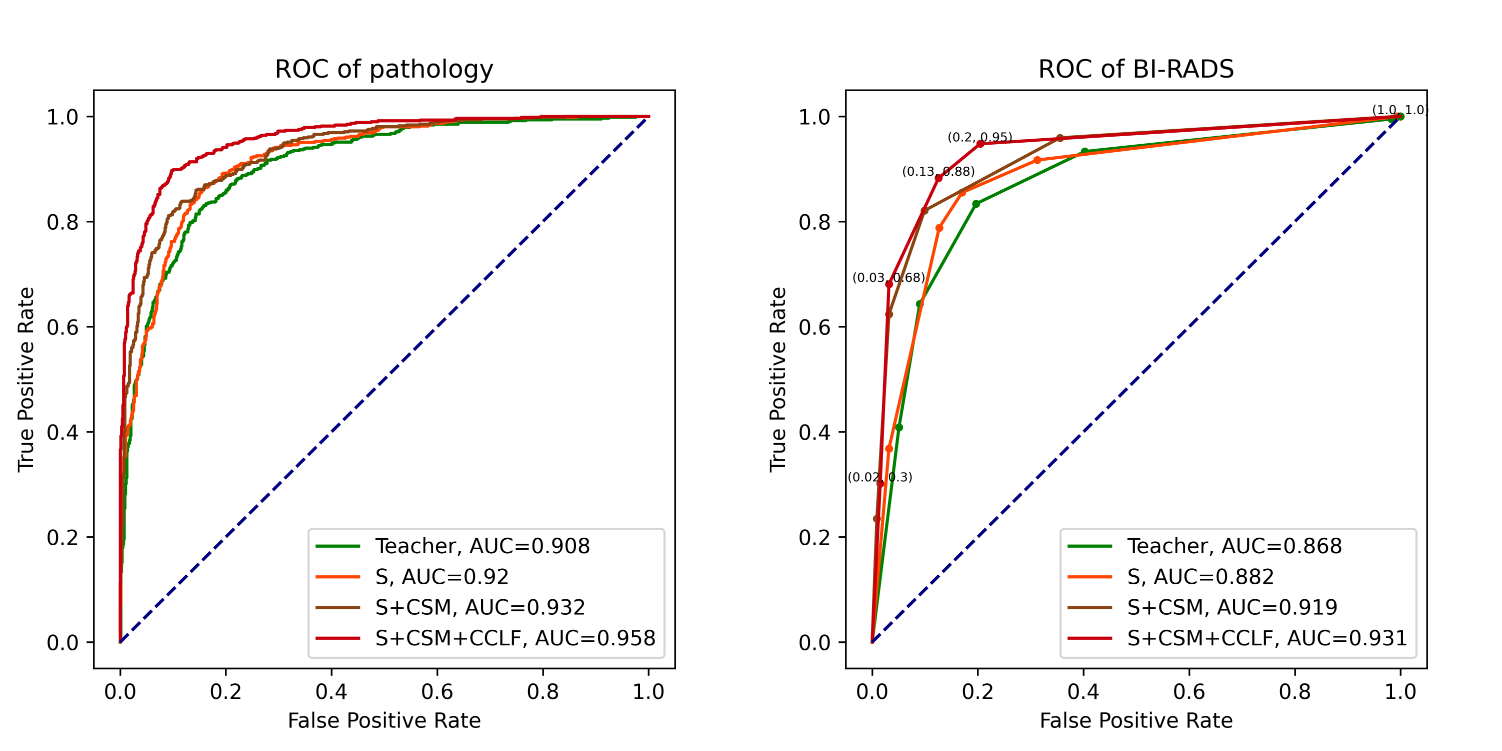 ROC of pathology
True Positive Rate
1.0
0.8
0.6
0.4
0.2
0.0
Teacher, AUC=0.908
S, AUC=0.92
S+CSM, AUC=0.932
S+CSM+CCLF, AUC=0.958
0.0 0.2 0.4 0.6 0.8 1.0
False Positive Rate
ROC of BI-RADS
True Positive Rate
1.0
0.8
0.6
0.4
0.2
0.0
(1.0, 1.0)
(0.2, 0.95)
(0.13, 0.88)
(0.03, 0.68)
(0.02, 0.3)
Teacher, AUC=0.868
S, AUC=0.882
S+CSM, AUC=0.919
S+CSM+CCLF, AUC=0.931
0.0 0.2 0.4 0.6 0.8 1.0
False Positive Rate